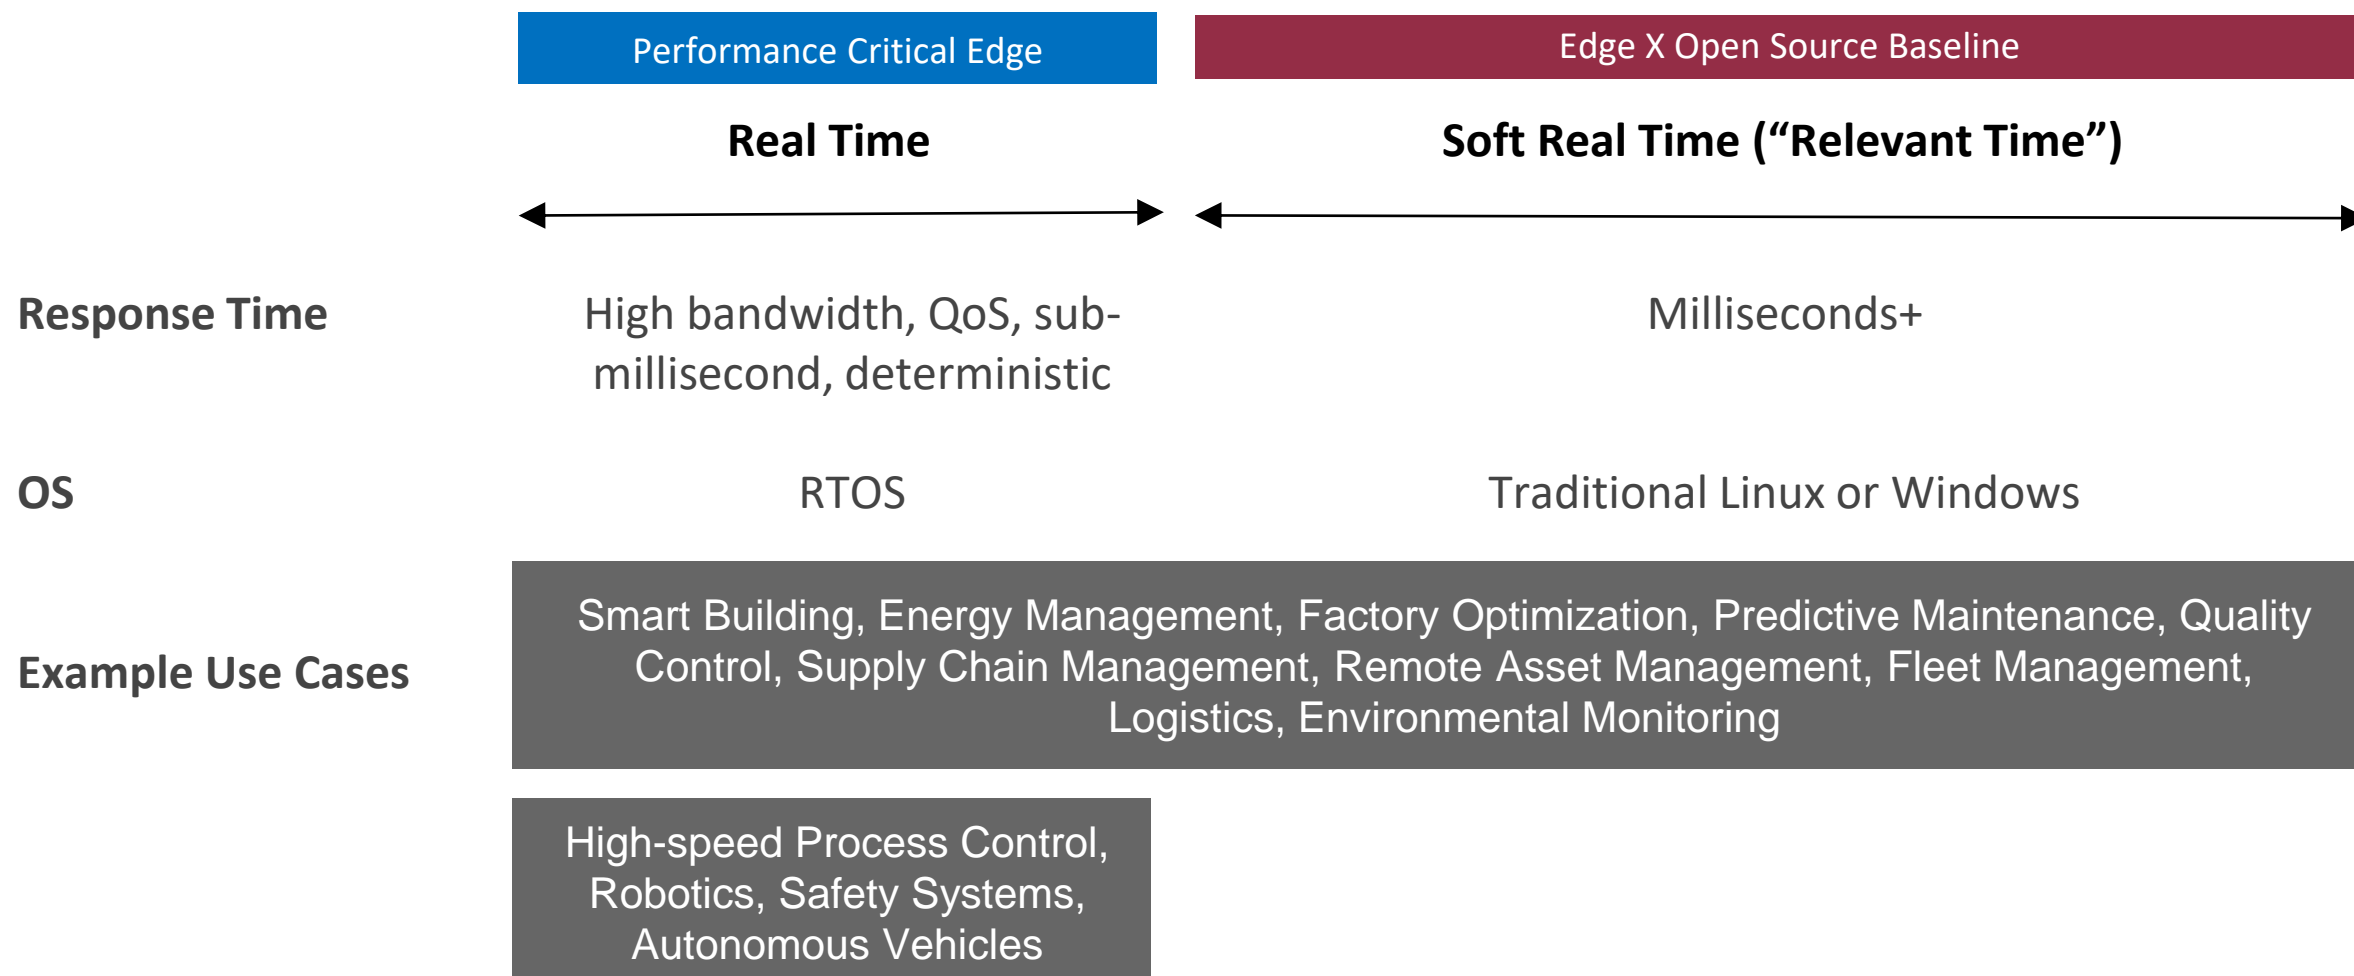 Performance Critical Edge
Edge X Open Source Baseline
Real Time
Soft Real Time (“Relevant Time”)
Response Time
High bandwidth, QoS, sub-
millisecond, deterministic
Milliseconds+
OS
RTOS
Traditional Linux or Windows
Example Use Cases
Smart Building, Energy Management, Factory Optimization, Predictive Maintenance, Quality
Control, Supply Chain Management, Remote Asset Management, Fleet Management,
Logistics, Environmental Monitoring
High-speed Process Control,
Robotics, Safety Systems,
Autonomous Vehicles